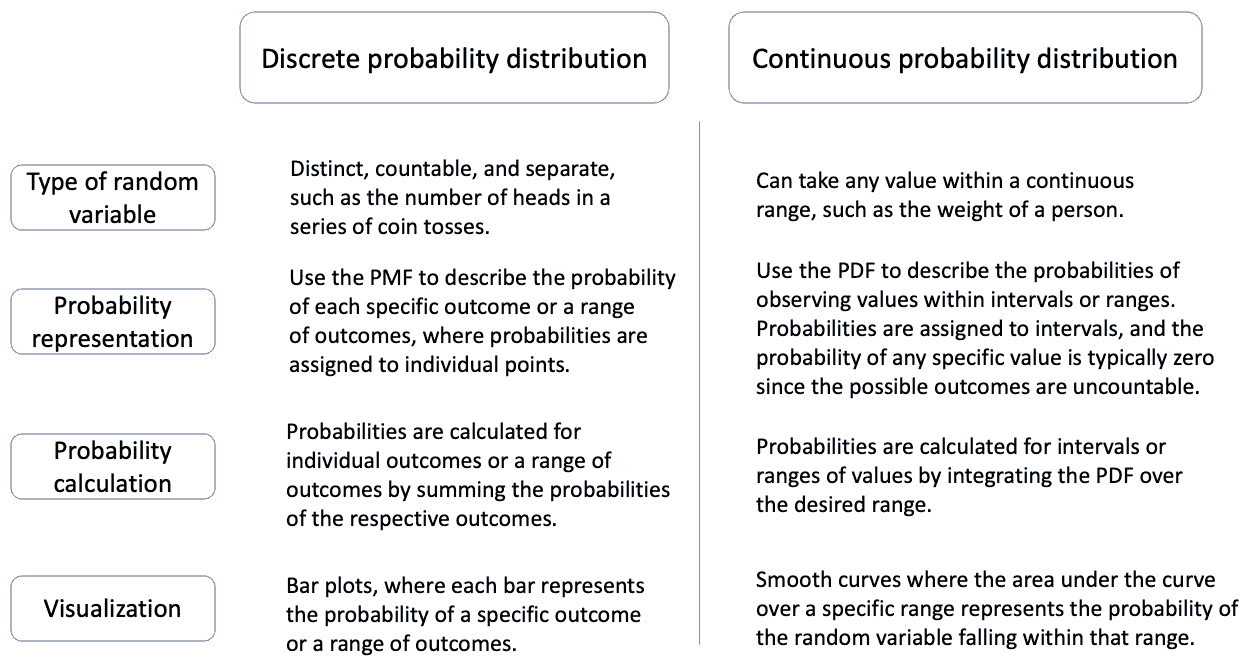 Discrete probability distribution
Continuous probability distribution
Type of random
variable
Distinct, countable, and separate,
such as the number of heads in a
series of coin tosses.
Can take any value within a continuous
range, such as the weight of a person.
Probability
representation
Use the PMF to describe the probability
of each specific outcome or a range
of outcomes, where probabilities are
assigned to individual points.
Use the PDF to describe the probabilities of
observing values within intervals or ranges.
Probabilities are assigned to intervals, and the
probability of any specific value is typically zero
since the possible outcomes are uncountable.
Probability
calculation
Probabilities are calculated for
individual outcomes or a range of
outcomes by summing the probabilities
of the respective outcomes.
Probabilities are calculated for intervals or
ranges of values by integrating the PDF over
the desired range.
Visualization
Bar plots, where each bar represents
the probability of a specific outcome
or a range of outcomes.
Smooth curves where the area under the curve
over a specific range represents the probability of
the random variable falling within that range.